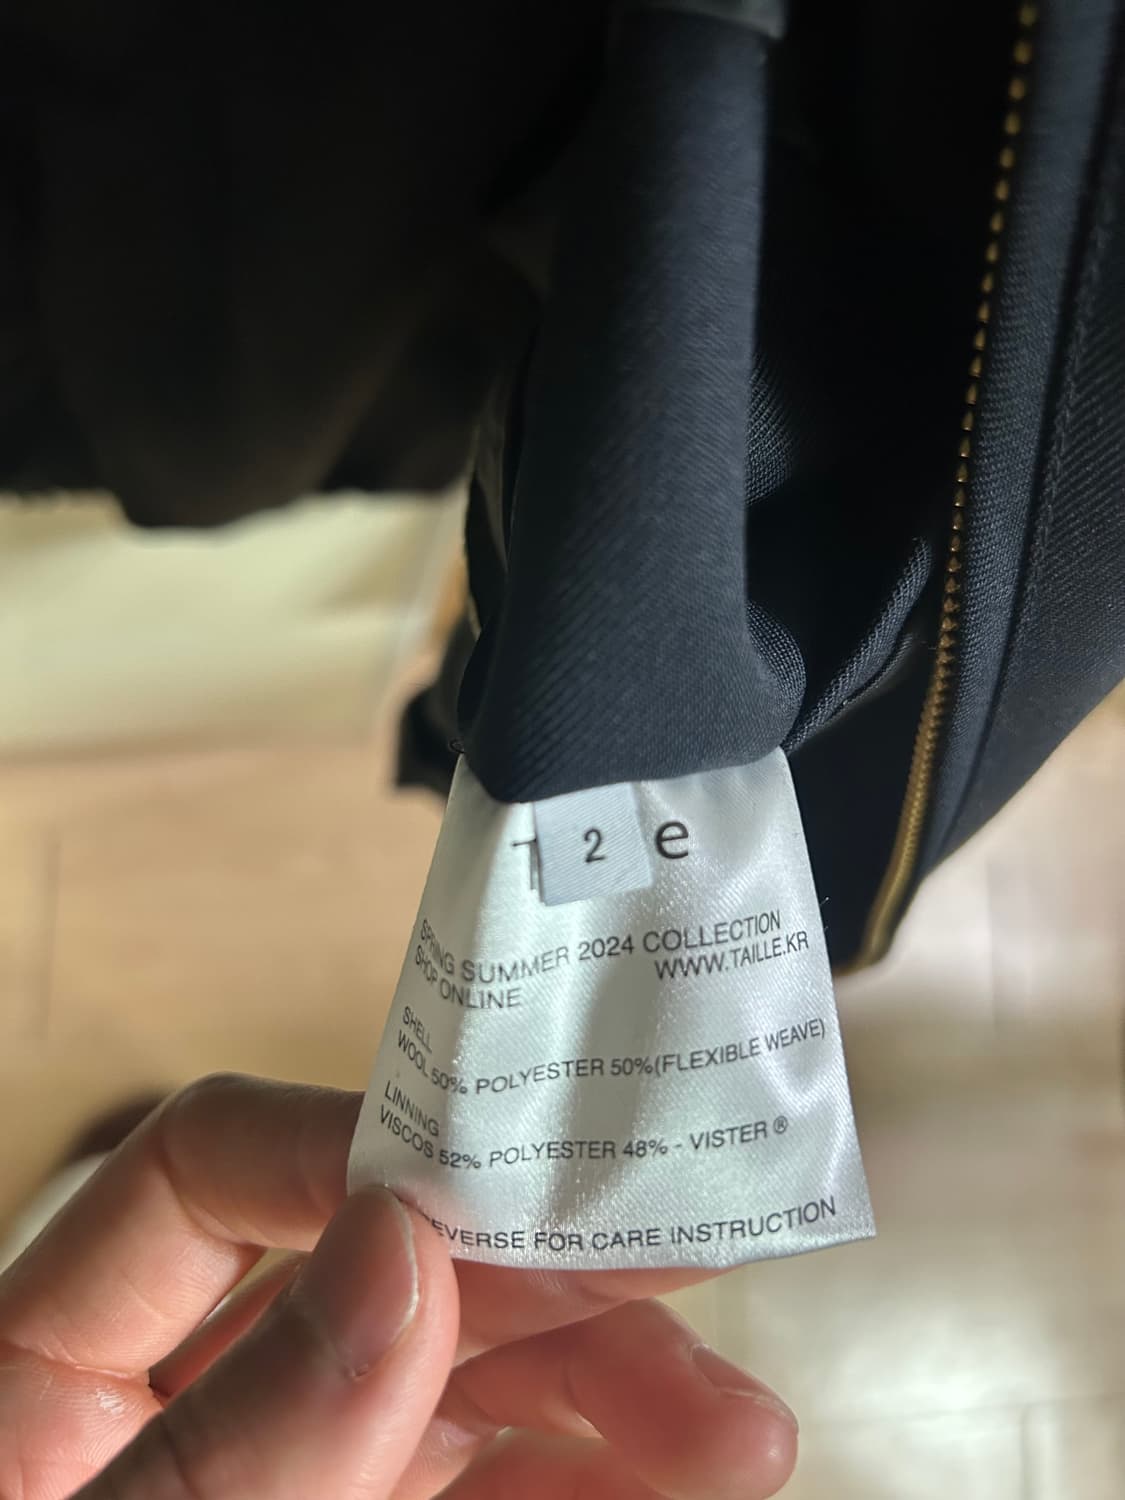 2
e
SPRING SUMMER 2024 COLLECTION
SHOP ONLINE WWW.TAILLE.KR
SHELL
WOOL 50% POLYESTER 50%(FLEXIBLE WEAVE)
LINNING
VISCOS 52% POLYESTER 48% - VISTER ®
EVERSE FOR CARE INSTRUCTION